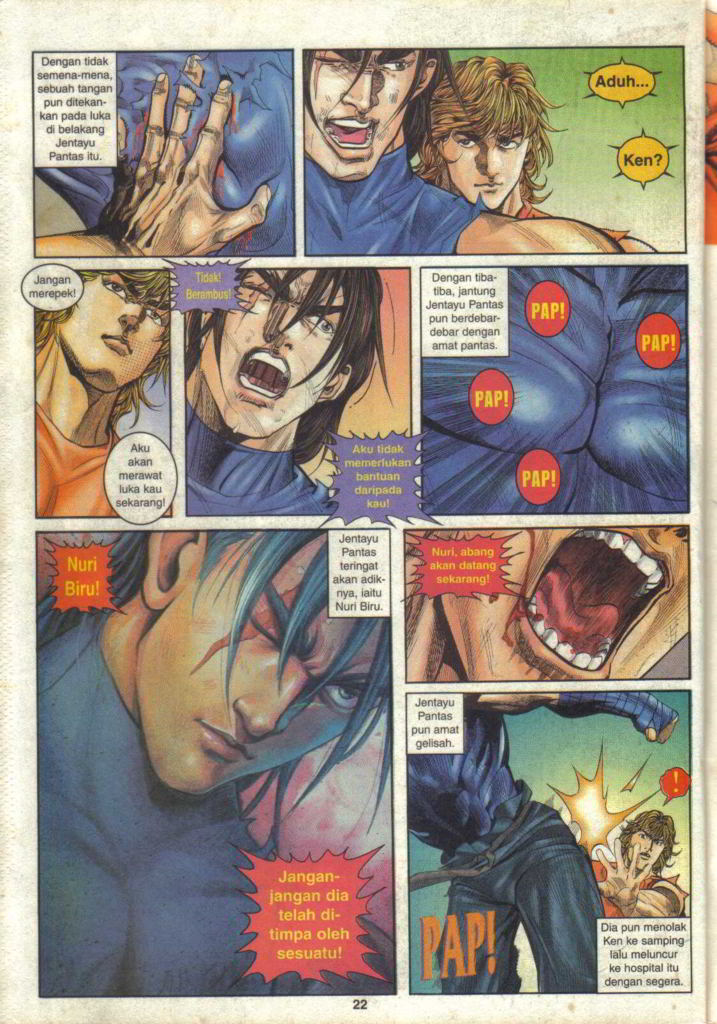 Dengan tidak
semena-mena,
sebuah tangan
pun ditekan-
kan pada luka
di belakang
Jentayu
Pantas itu.
Aduh...
Ken?
Jangan
merepek!
Aku
akan
merawat
luka kau
sekarang!
Tidak!
Berambus!
Aku tidak
memerlukan
bantuan
daripada
kau!
Dengan tiba-
tiba, jantung
Jentayu Pantas
pun berdebar-
debar dengan
amat pantas.
PAP!
PAP!
PAP!
PAP!
Nuri
Biru!
Jentayu
Pantas
teringat
akan adik-
nya, iaitu
Nuri Biru.
Jangan-
jangan dia
telah di-
timpa oleh
sesuatu!
Nuri, abang
akan datang
sekarang!
Jentayu
Pantas
pun amat
gelisah.
!
PAP!
Dia pun menolak
Ken ke samping
lalu meluncur
ke hospital itu
dengan segera.
22